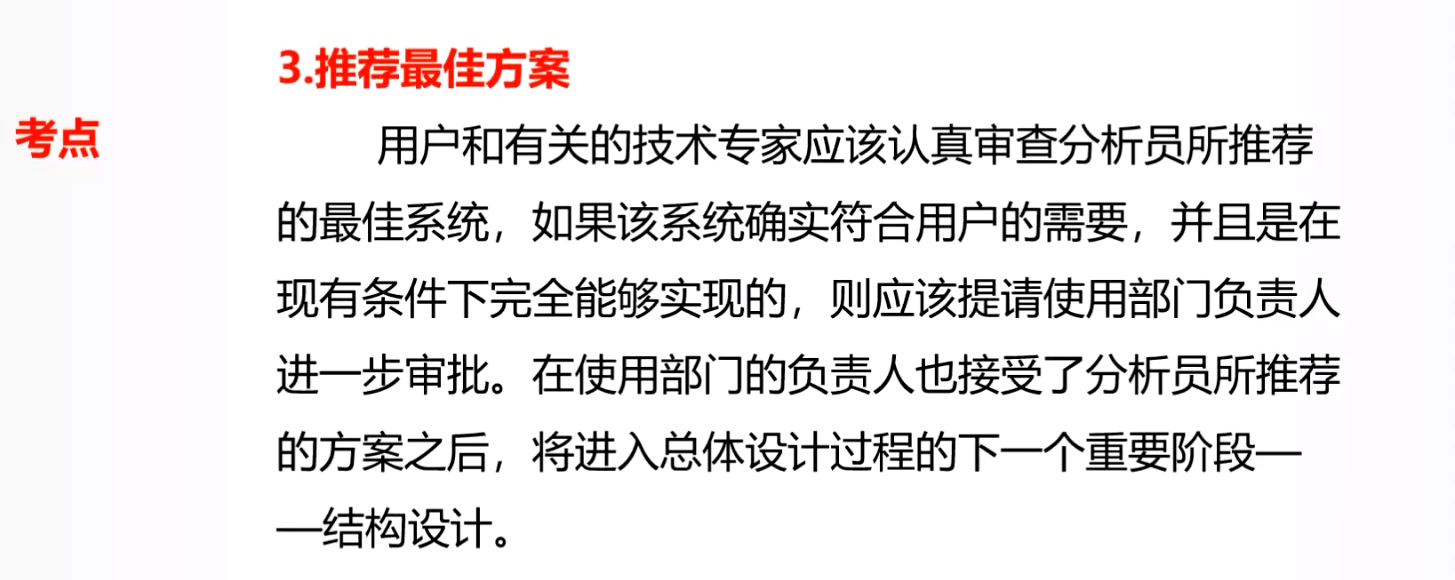 3.推荐最佳方案
考点
用户和有关的技术专家应该认真审查分析员所推荐
的最佳系统，如果该系统确实符合用户的需要，并且是在
现有条件下完全能够实现的，则应该提请使用部门负责人
进一步审批。在使用部门的负责人也接受了分析员所推荐
的方案之后，将进入总体设计过程的下一个重要阶段—
—结构设计。